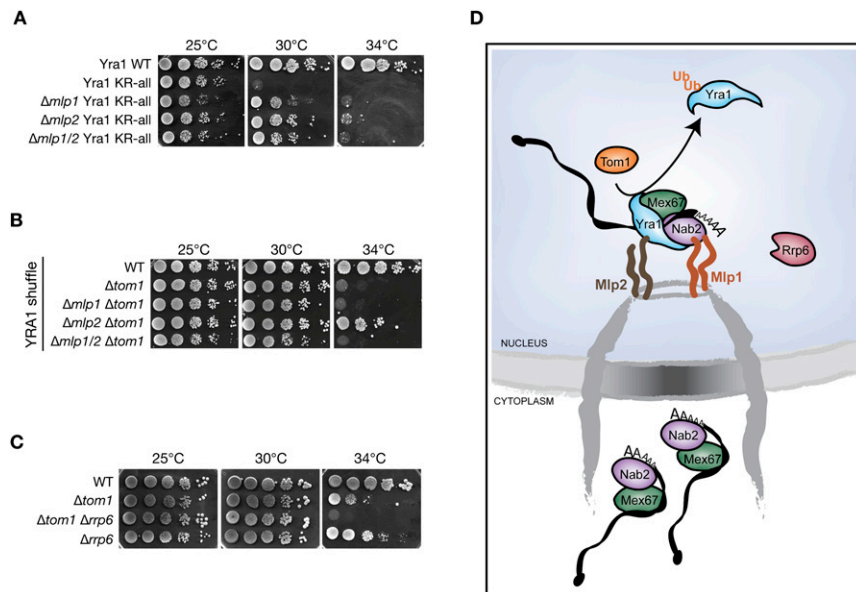 A
25°C 30°C 34°C
Yra1 WT
Yra1 KR-all
Δmlp1 Yra1 KR-all
Δmlp2 Yra1 KR-all
Δmlp1/2 Yra1 KR-all
B
25°C 30°C 34°C
YRA1 shuffle
WT
Δtom1
Δmlp1 Δtom1
Δmlp2 Δtom1
Δmlp1/2 Δtom1
C
25°C 30°C 34°C
WT
Δtom1
Δtom1 Δrrp6
Δrrp6
D
Ub
Ub
Yra1
Tom1
Mex67
Yra1
AAAAA
Nab2
Rrp6
Mlp2
Mlp1
NUCLEUS
CYTOPLASM
AAAAA
Nab2
Mex67
AAAAA
Nab2
Mex67